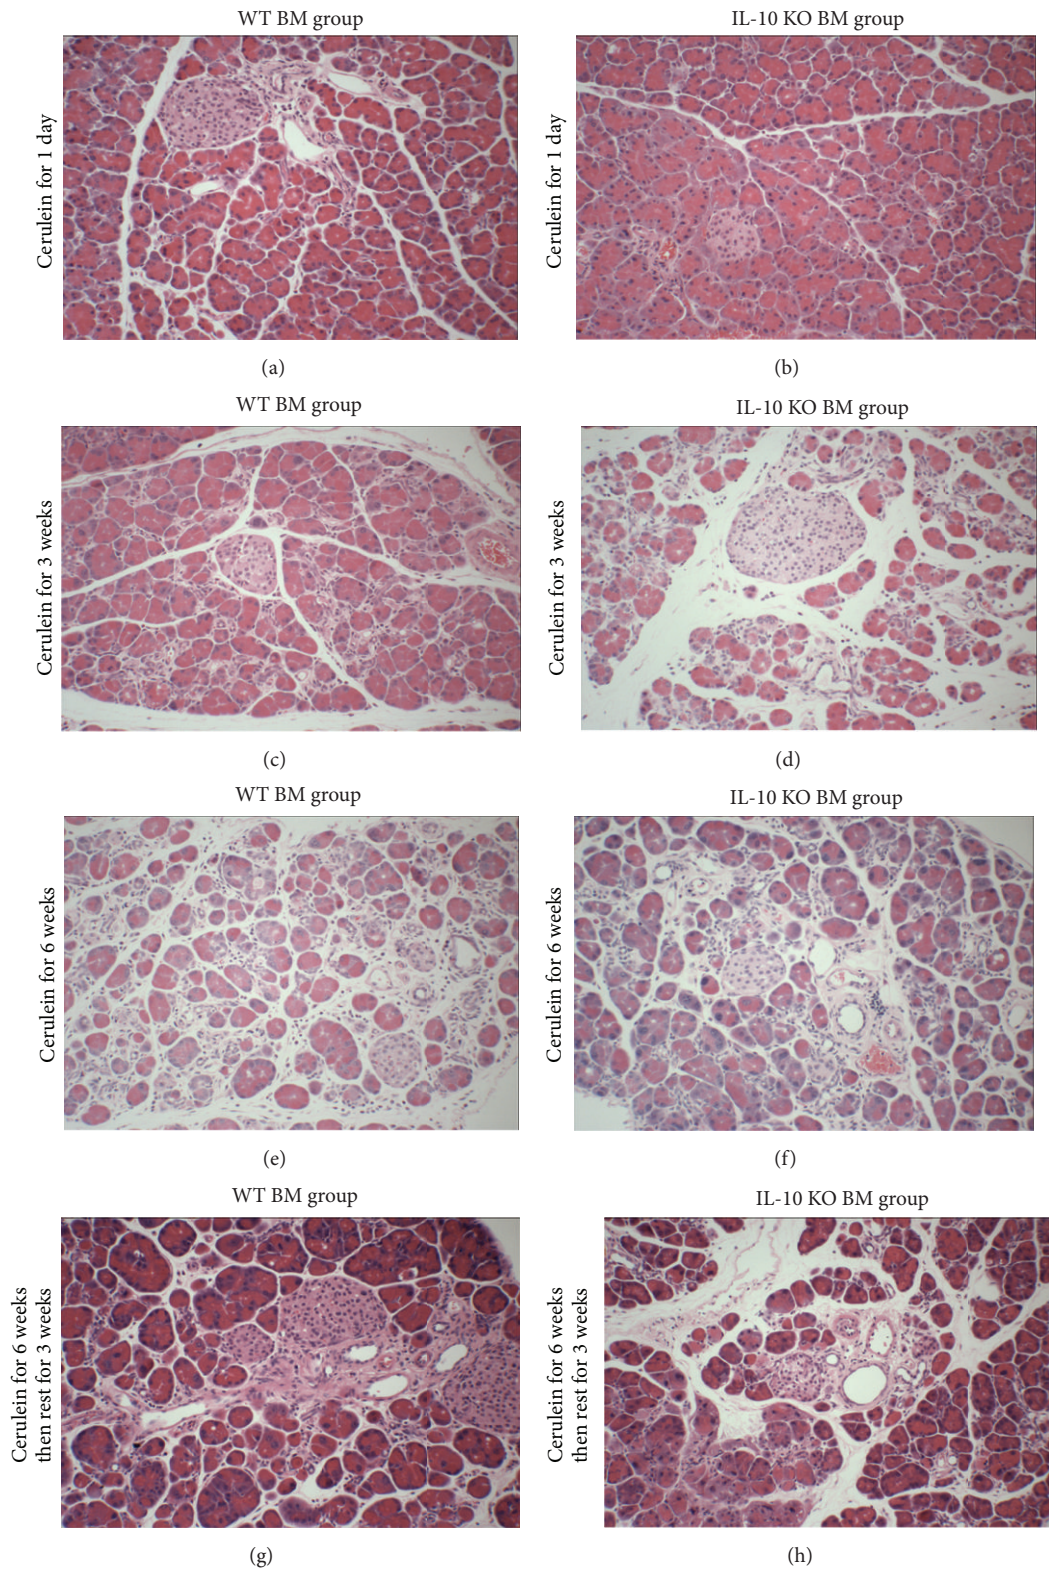 WT BM group
IL-10 KO BM group
Cerulein for 1 day
Cerulein for 1 day
(a)
(b)
WT BM group
IL-10 KO BM group
Cerulein for 3 weeks
Cerulein for 3 weeks
(c)
(d)
WT BM group
IL-10 KO BM group
Cerulein for 6 weeks
Cerulein for 6 weeks
(e)
(f)
WT BM group
IL-10 KO BM group
Cerulein for 6 weeks
then rest for 3 weeks
Cerulein for 6 weeks
then rest for 3 weeks
(g)
(h)